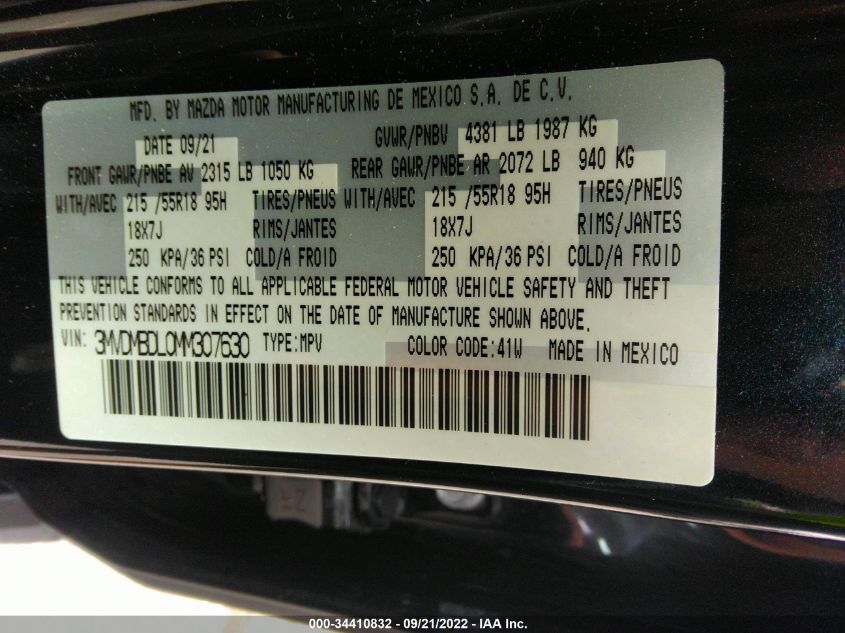 MFD. BY MAZDA MOTOR MANUFACTURING DE MEXICO S.A. DE C.V.
DATE 09/21 GVWR/PNBV 4381 LB 1987 KG
FRONT GAWR/PNBE AV 2315 LB 1050 KG REAR GAWR/PNBE AR 2072 LB 940 KG
WITH/AVEC 215 /55R18 95H TIRES/PNEUS WITH/AVEC 215 /55R18 95H TIRES/PNEUS
18X7J RIMS/JANTES 18X7J RIMS/JANTES
250 KPA/36 PSI COLD/A FROID 250 KPA/36 PSI COLD/A FROID
THIS VEHICLE CONFORMS TO ALL APPLICABLE FEDERAL MOTOR VEHICLE SAFETY AND THEFT
PREVENTION STANDARDS IN EFFECT ON THE DATE OF MANUFACTURE SHOWN ABOVE.
VIN: 3MVDMBDL0MM307630 TYPE:MPV COLOR CODE:41W MADE IN MEXICO
000-34410832 - 09/21/2022 - IAA Inc.